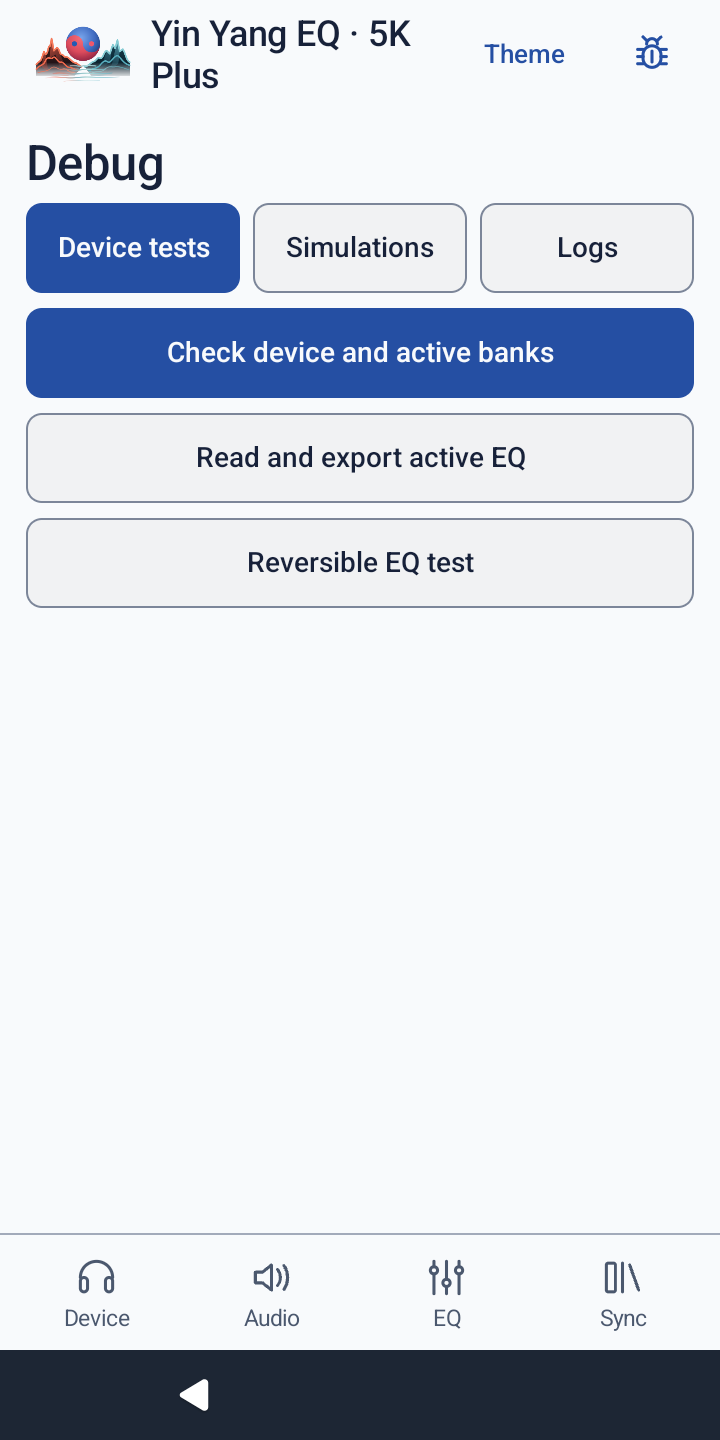 Yin Yang EQ · 5K
Plus
Theme
Debug
Device tests
Simulations
Logs
Check device and active banks
Read and export active EQ
Reversible EQ test
Device
Audio
EQ
Sync